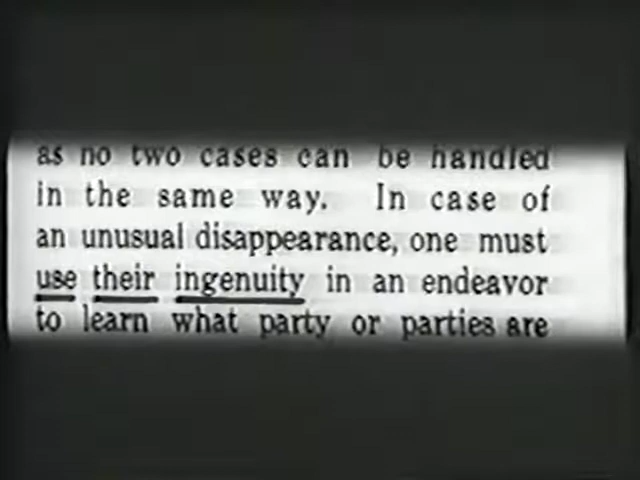 as no two cases can be handled
in the same way. In case of
an unusual disappearance, one must
use their ingenuity in an endeavor
to learn what party or parties are